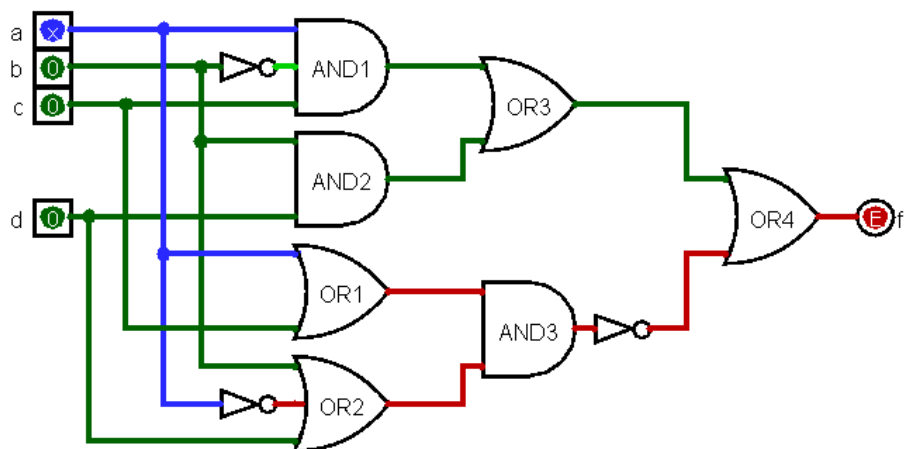 a x
b 0
AND1
c 0
OR3
AND2
d 0
OR4
E f
OR1
AND3
OR2